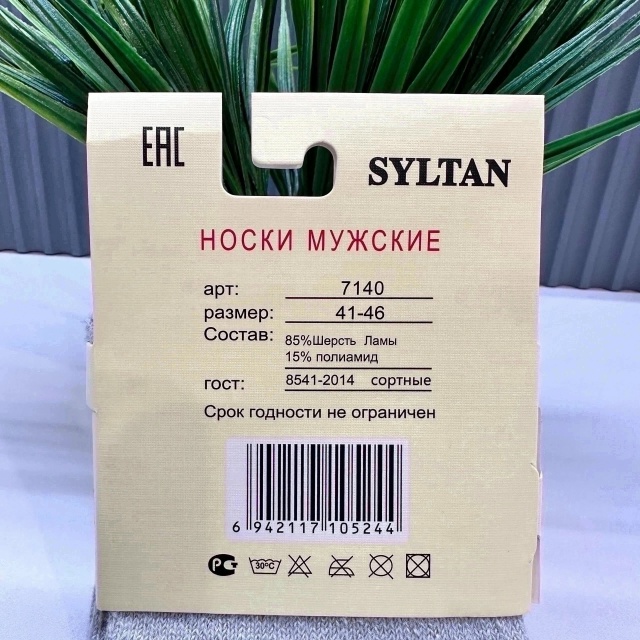 EAC
SYLTAN
НОСКИ МУЖСКИЕ
арт: 7140
размер: 41-46
Состав: 85%Шерсть Ламы
15% полиамид
гост: 8541-2014 сортные
Срок годности не ограничен
6 942117 105244
РСТ 30°C